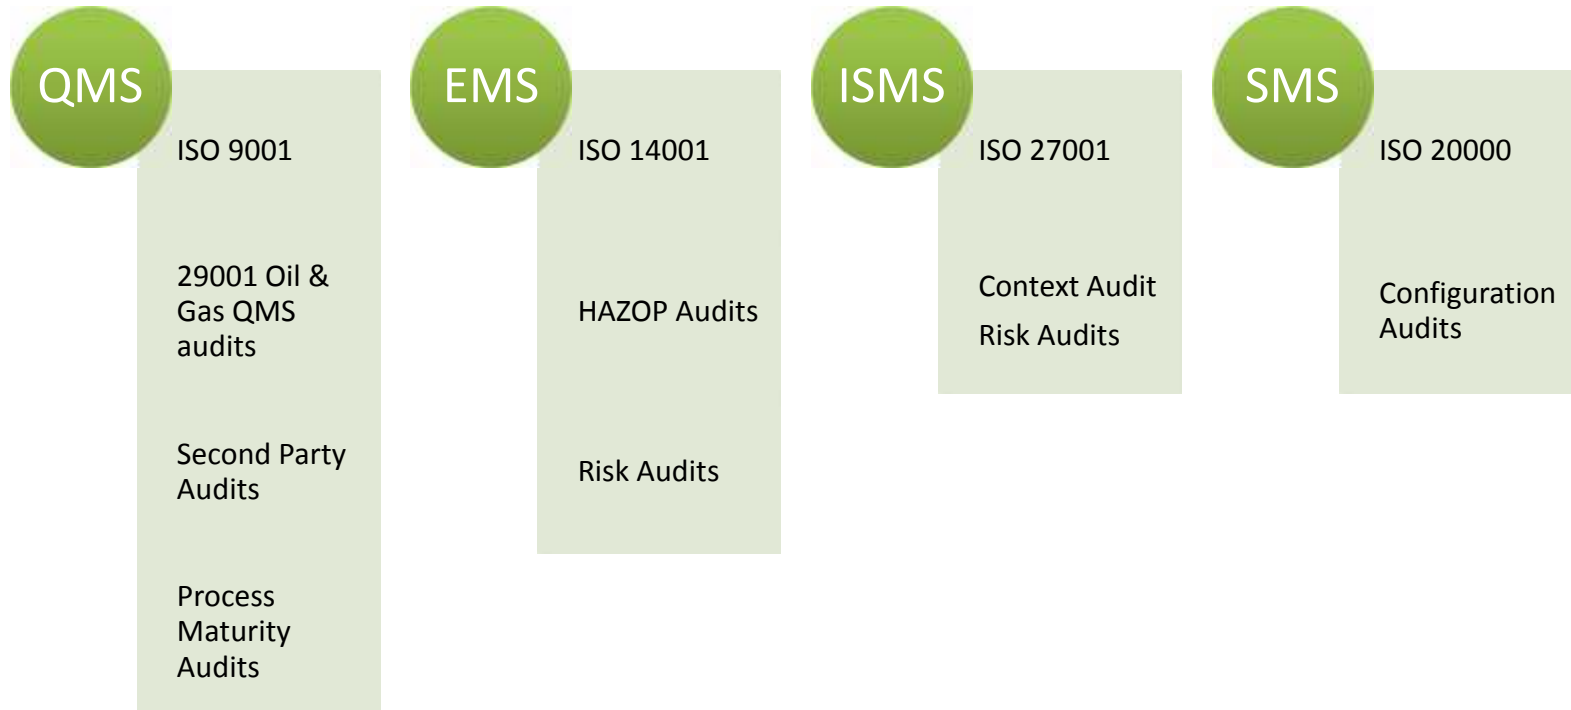 QMS
ISO 9001
29001 Oil &
Gas QMS
audits
Second Party
Audits
Process
Maturity
Audits
EMS
ISO 14001
HAZOP Audits
Risk Audits
ISMS
ISO 27001
Context Audit
Risk Audits
SMS
ISO 20000
Configuration
Audits